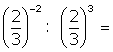 (2/3)⁻² : (2/3)³ =